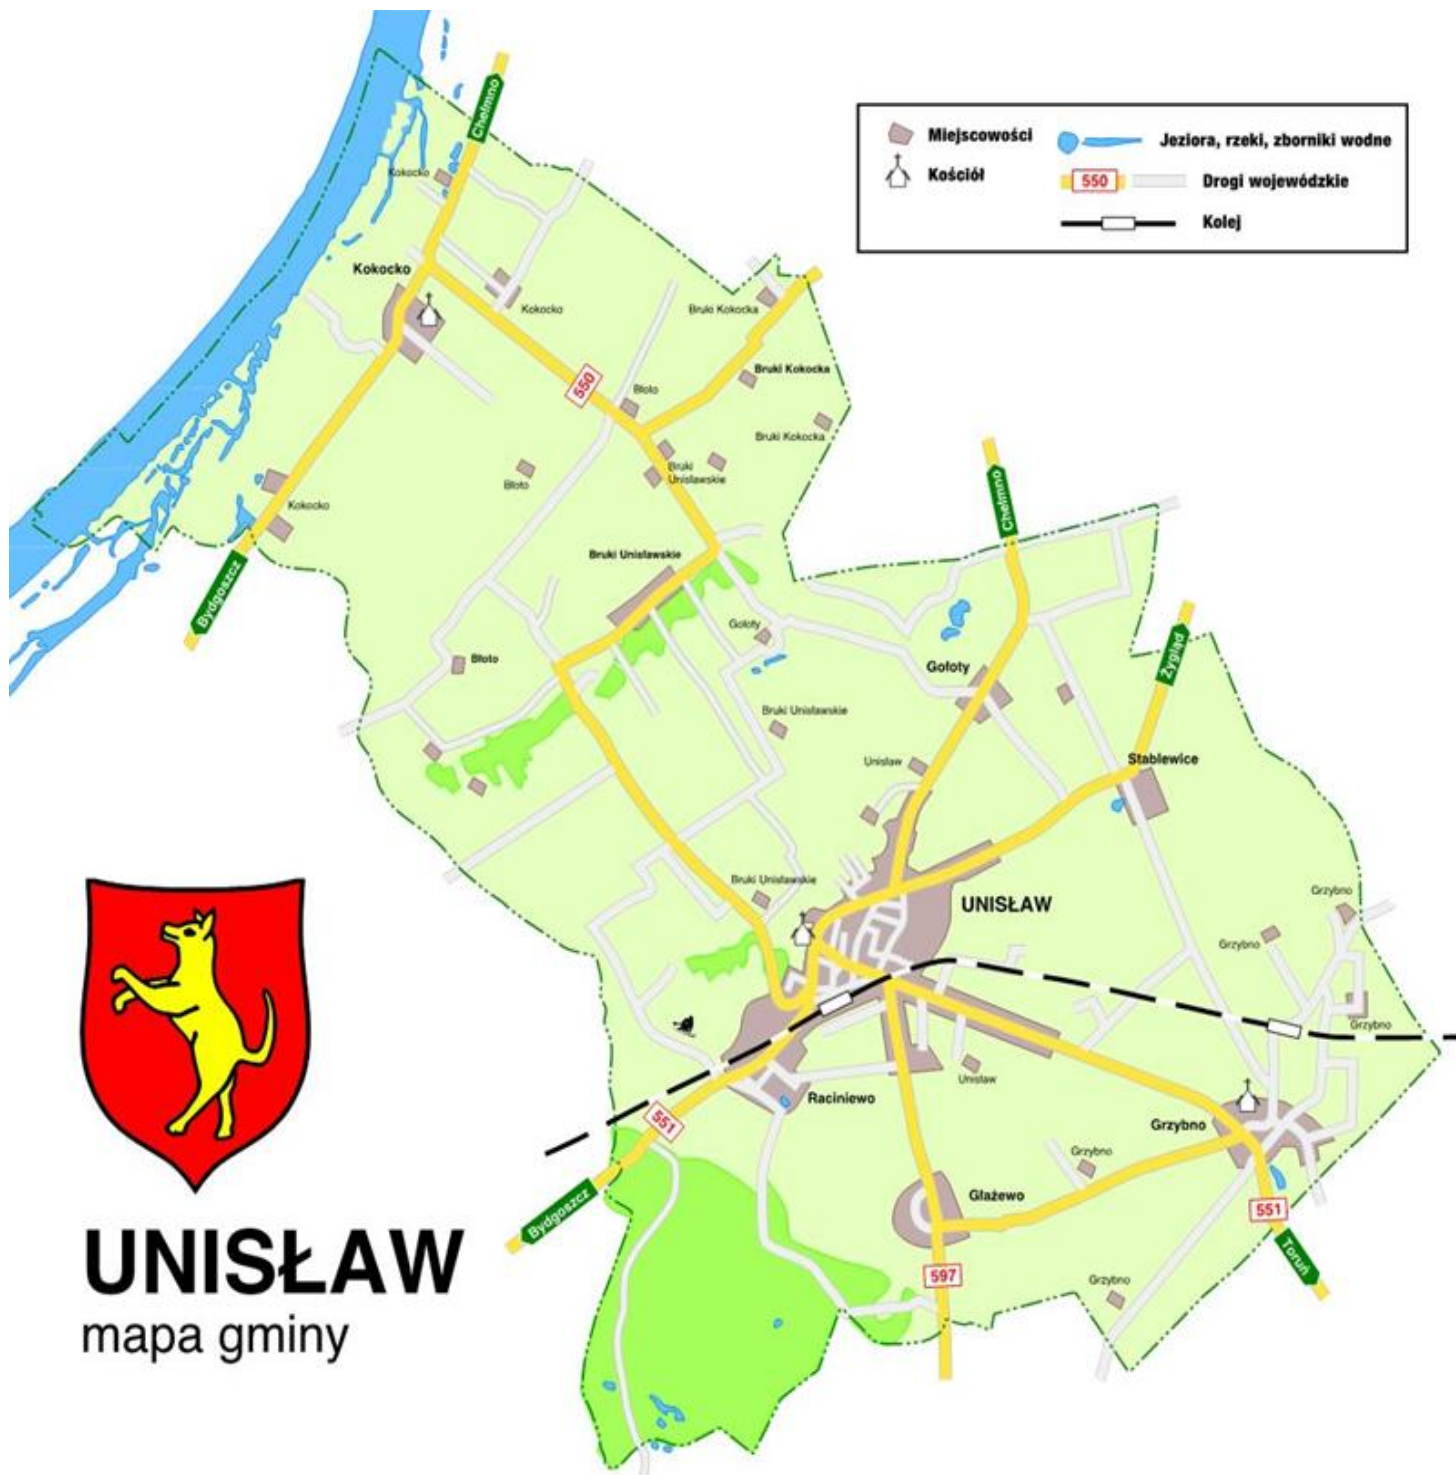 Chełmno
Miejscowości
Jeziora, rzeki, zborniki wodne
Kościół
550
Drogi wojewódzkie
Kolej
Kokocko
Kokocko
Kokocko
Bruki Kokocka
Bruki Kokocka
550
Błoto
Bruki Kokocka
Bruki
Unisławskie
Błoto
Kokocko
Chełmno
Bruki Unisławskie
Bydgoszcz
Gołoty
Żygląd
Błoto
Gołoty
Bruki Unisławskie
Unisław
Stablewice
Bruki Unisławskie
Grzybno
UNISŁAW
Grzybno
Grzybno
Unisław
Raciniewo
551
Grzybno
Grzybno
Głażewo
Bydgoszcz
551
Toruń
597
Grzybno
UNISŁAW
mapa gminy